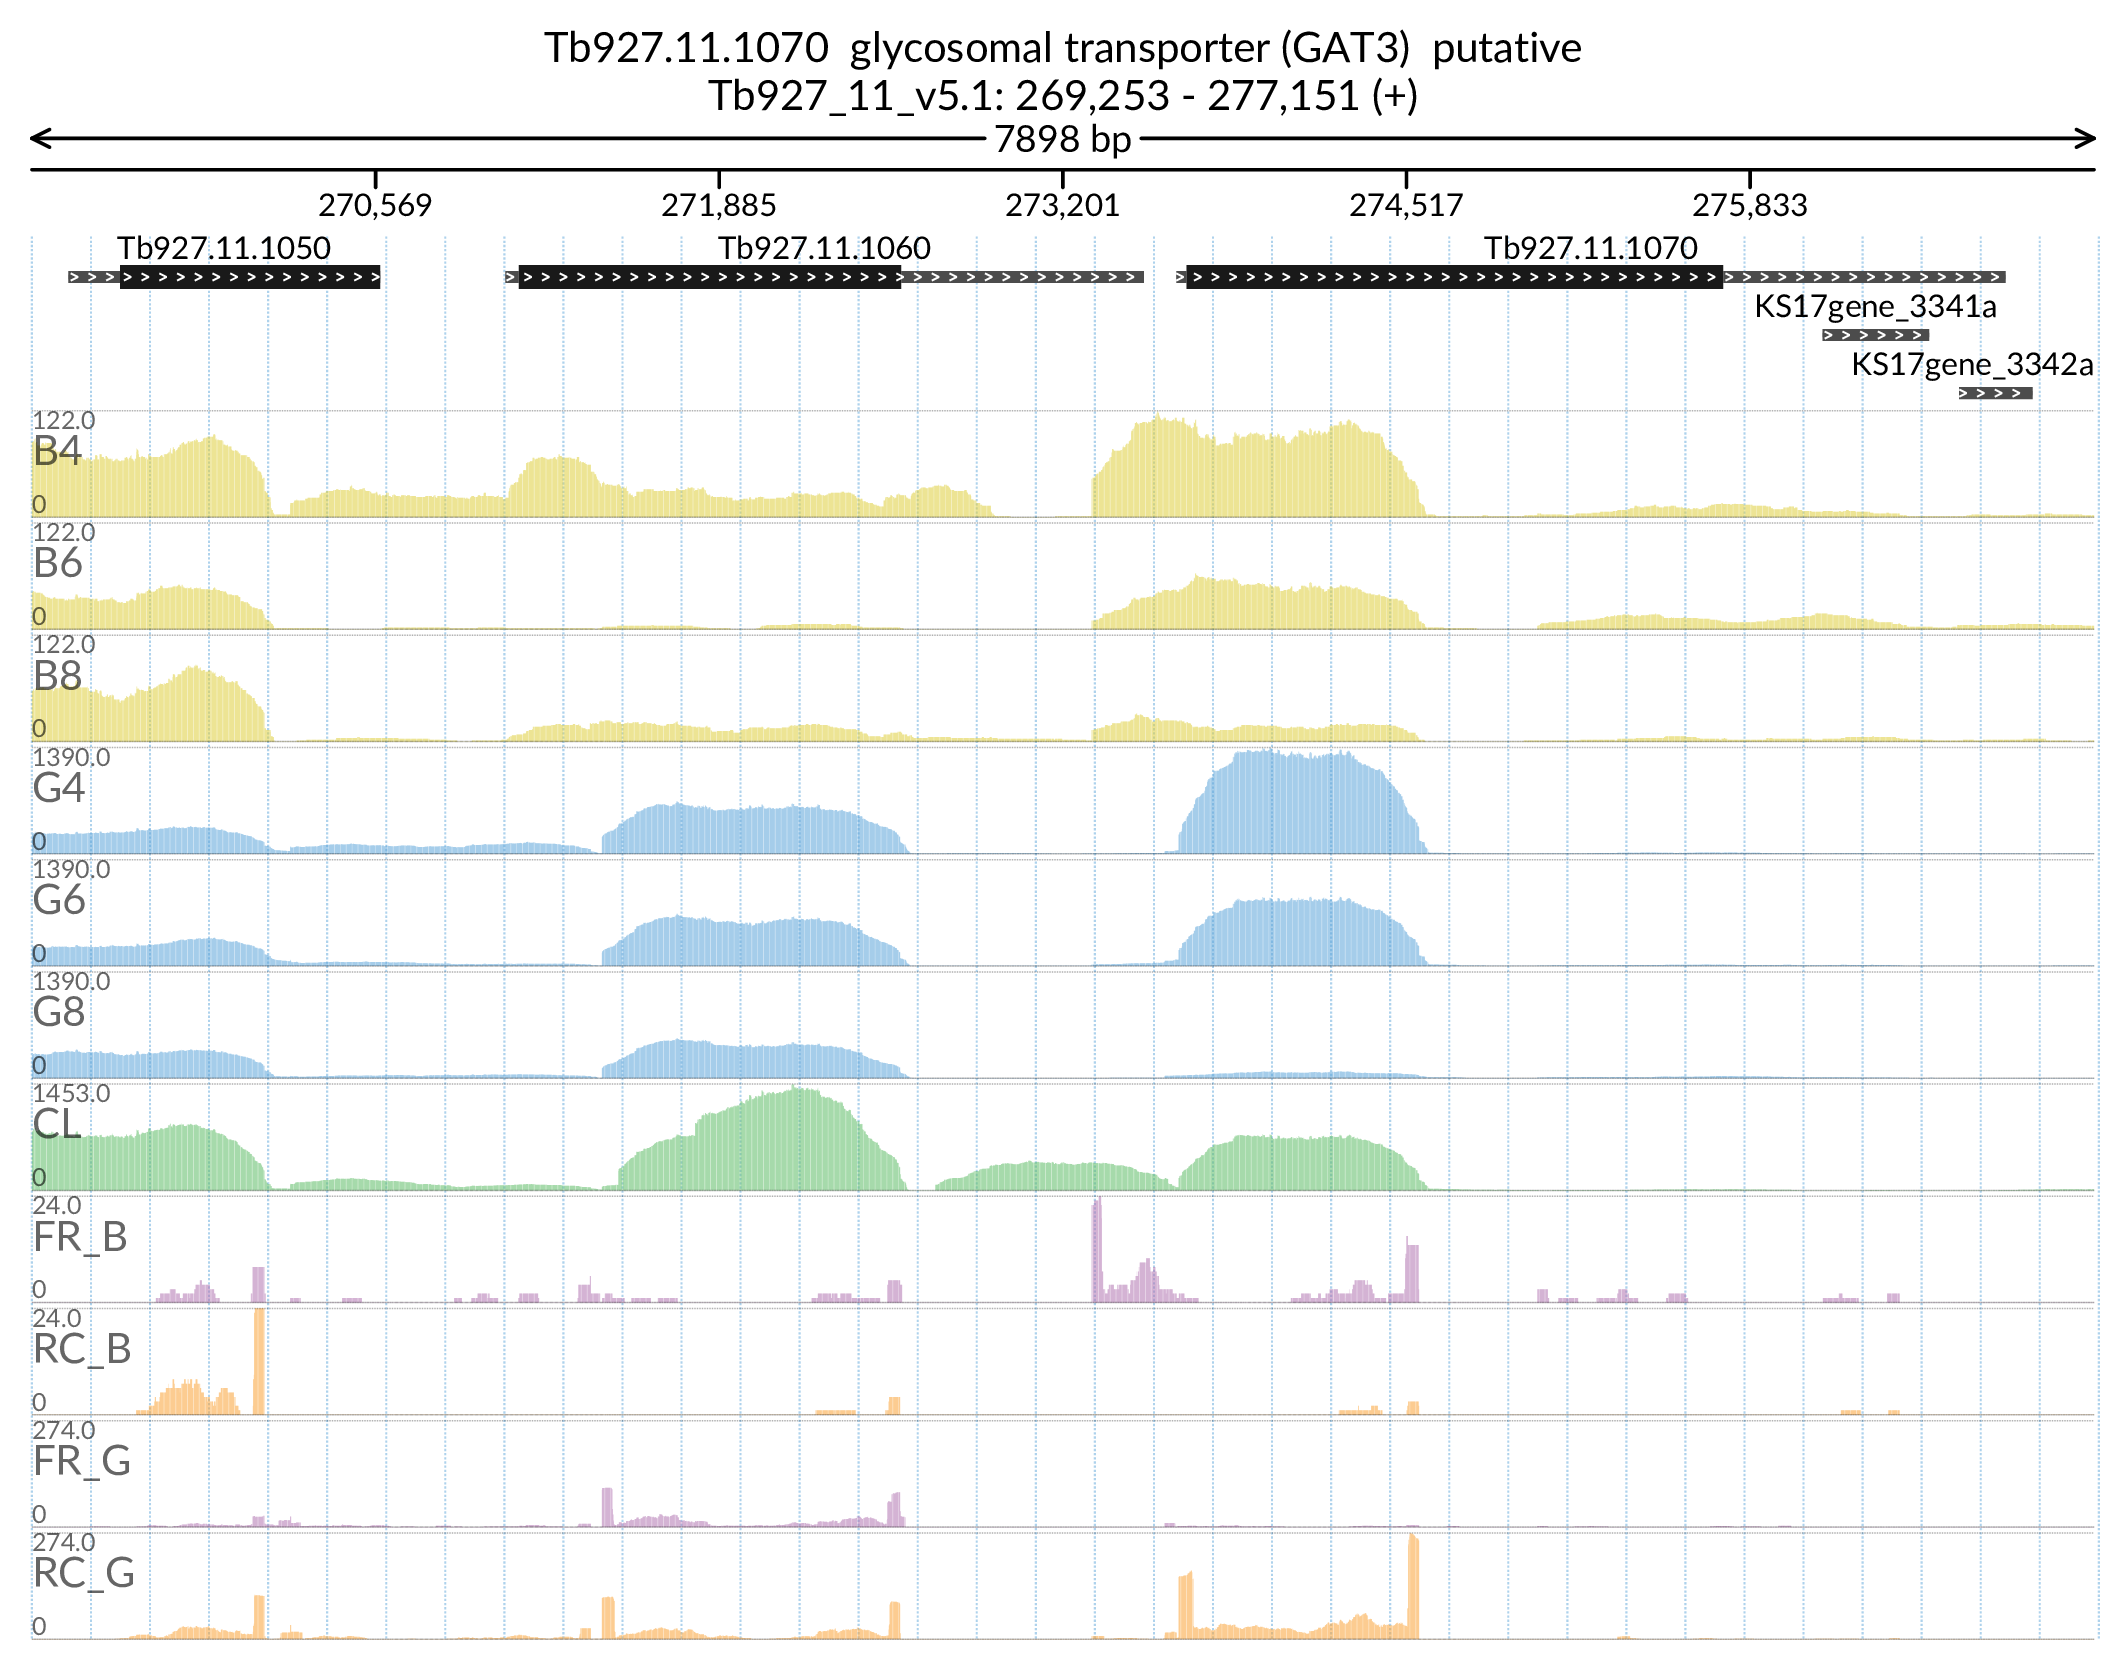 Tb927.11.1070  glycosomal transporter (GAT3)  putative
Tb927_11_v5.1: 269,253 - 277,151 (+)
7898 bp
270,569 271,885 273,201 274,517 275,833
Tb927.11.1050 Tb927.11.1060 Tb927.11.1070
KS17gene_3341a
KS17gene_3342a
122.0
B4
0
122.0
B6
0
122.0
B8
0
1390.0
G4
0
1390.0
G6
0
1390.0
G8
0
1453.0
CL
0
24.0
FR_B
0
24.0
RC_B
0
274.0
FR_G
0
274.0
RC_G
0